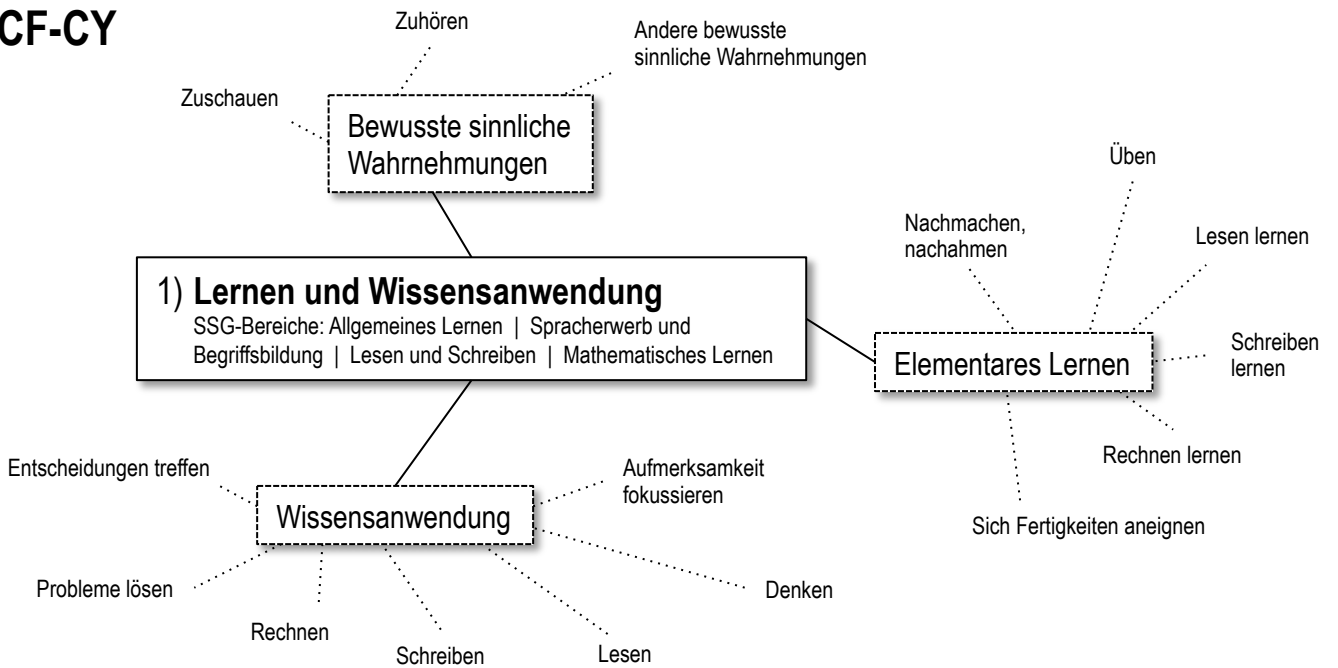 CF-CY
Zuhören
Andere bewusste
sinnliche Wahrnehmungen
Zuschauen
Bewusste sinnliche
Wahrnehmungen
Üben
Nachmachen,
nachahmen
Lesen lernen
1) Lernen und Wissensanwendung
SSG-Bereiche: Allgemeines Lernen | Spracherwerb und
Begriffsbildung | Lesen und Schreiben | Mathematisches Lernen
Elementares Lernen
Schreiben
lernen
Rechnen lernen
Sich Fertigkeiten aneignen
Entscheidungen treffen
Aufmerksamkeit
fokussieren
Wissensanwendung
Probleme lösen
Denken
Rechnen
Schreiben
Lesen